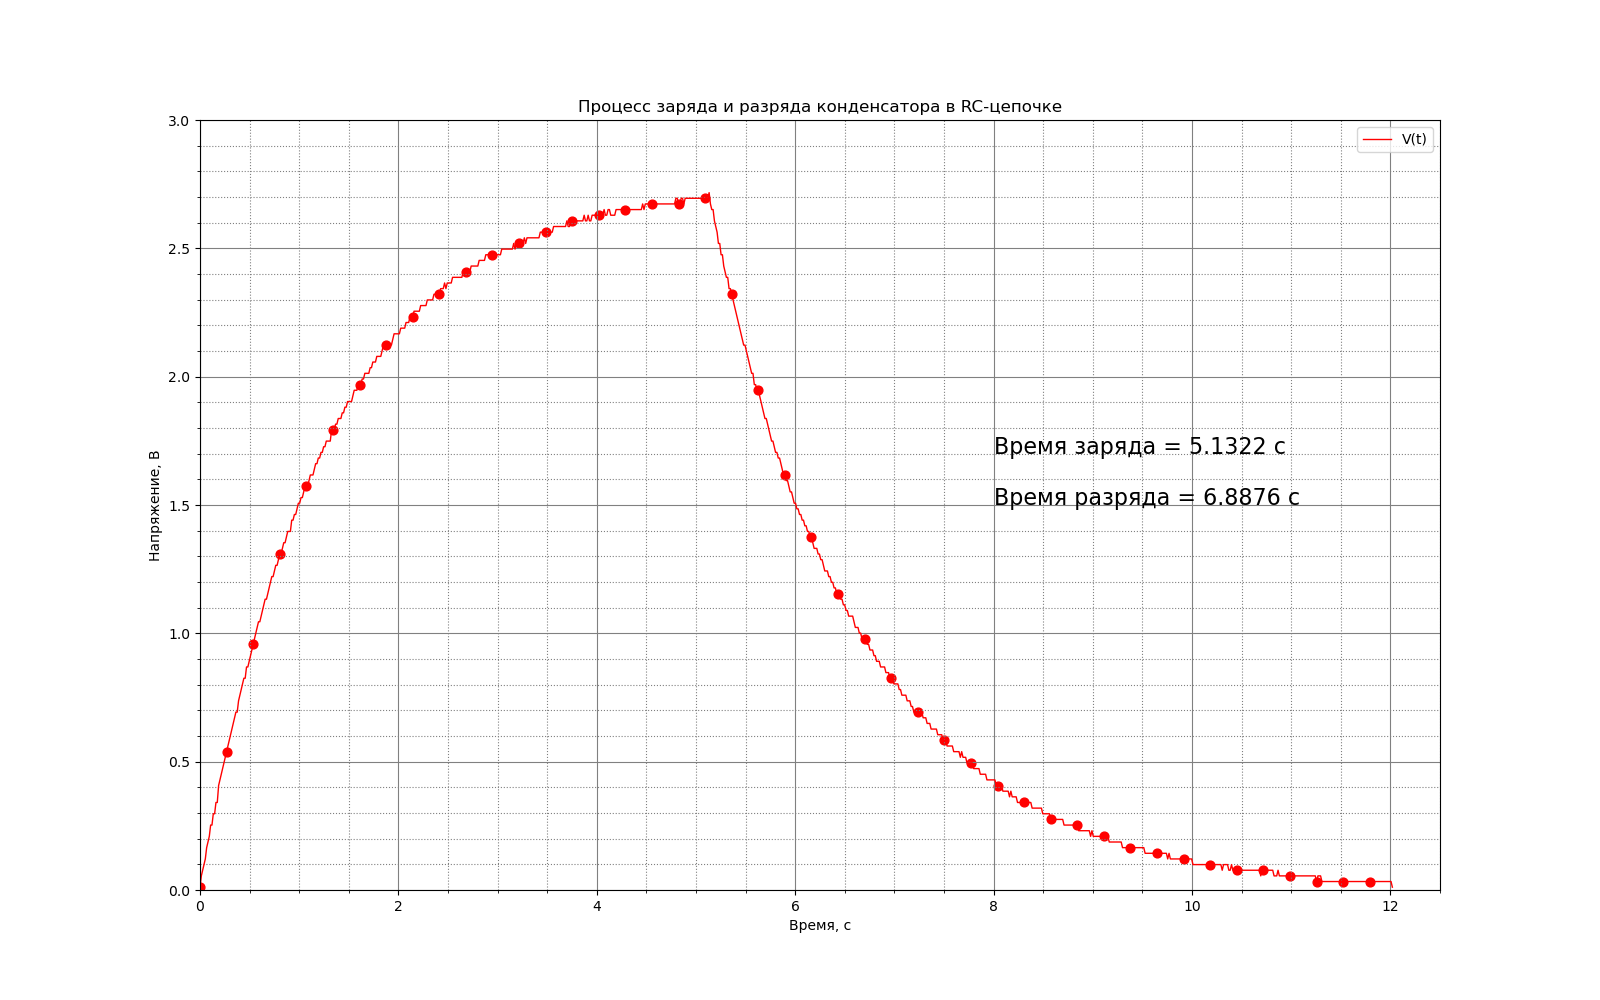 Процесс заряда и разряда конденсатора в RC-цепочке
V(t)
3.0
2.5
2.0
1.5
1.0
0.5
0.0
Напряжение, В
Время заряда = 5.1322 с
Время разряда = 6.8876 с
0 2 4 6 8 10 12
Время, с